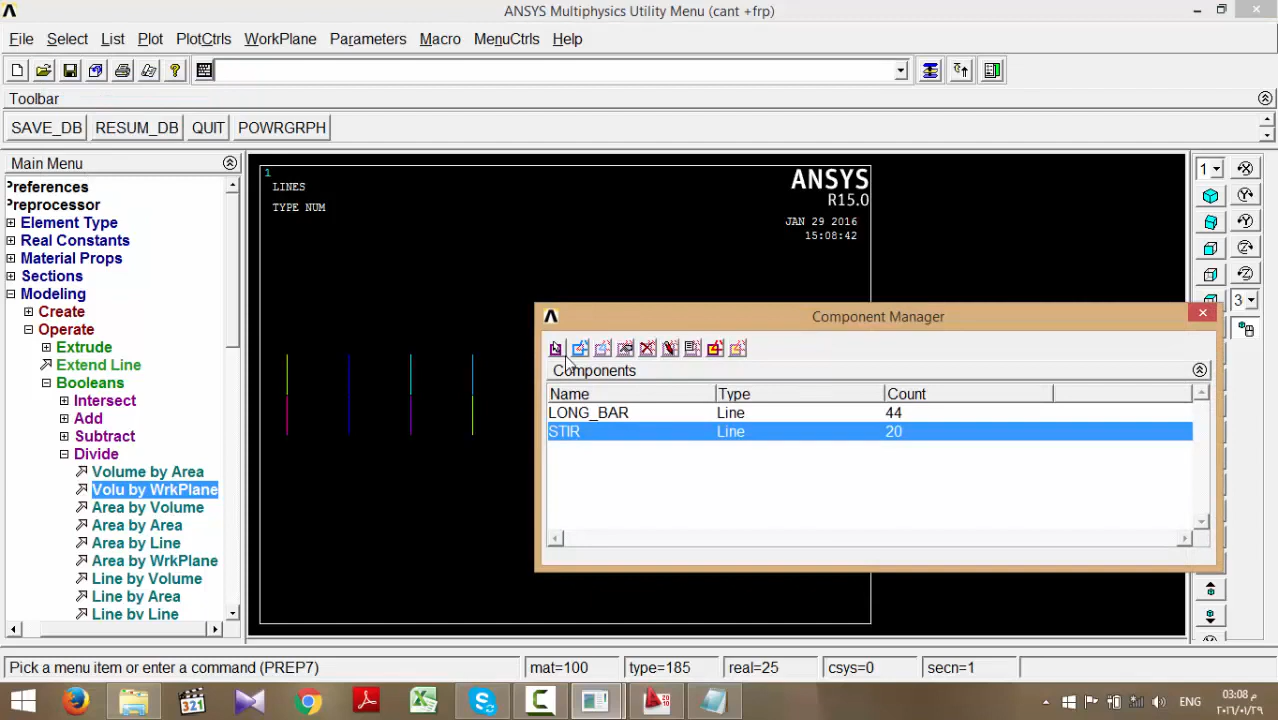 ANSYS Multiphysics Utility Menu (cant +frp)
File Select List Plot PlotCtrls WorkPlane Parameters Macro MenuCtrls Help
Toolbar
SAVE_DB RESUM_DB QUIT POWRGRPH
Main Menu
Preferences
Preprocessor
Element Type
Real Constants
Material Props
Sections
Modeling
Create
Operate
Extrude
Extend Line
Booleans
Intersect
Add
Subtract
Divide
Volume by Area
Volu by WrkPlane
Area by Volume
Area by Area
Area by Line
Area by WrkPlane
Line by Volume
Line by Area
Line by Line
1
LINES
TYPE NUM
ANSYS
R15.0
JAN 29 2016
15:08:42
Component Manager
Components
Name Type Count
LONG_BAR Line 44
STIR Line 20
1
3
Pick a menu item or enter a command (PREP7) mat=100 type=185 real=25 csys=0 secn=1
ENG
03:08 م
٢٠١٦/٠١/٢٩